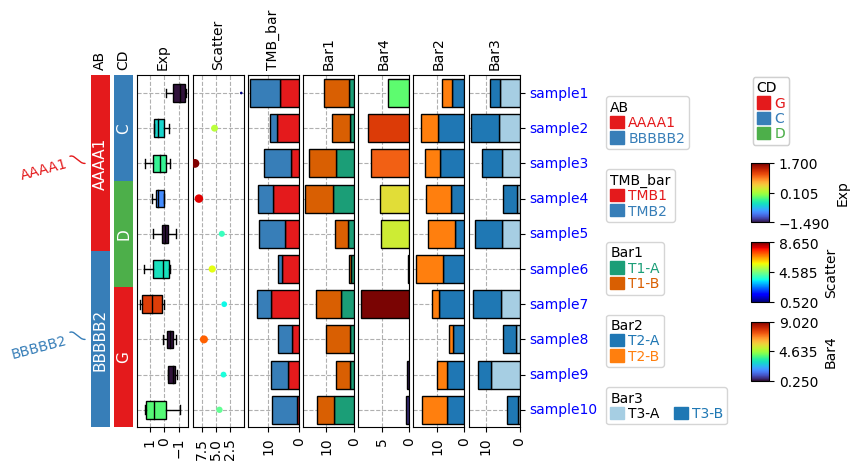 AB
CD
Exp
Scatter
TMB_bar
Bar1
Bar4
Bar2
Bar3
AAAA1
BBBBB2
AAAA1
BBBBB2
C
D
G
sample1
sample2
sample3
sample4
sample5
sample6
sample7
sample8
sample9
sample10
1 0 −1
7.5 5.0 2.5
10 0
10 0
5 0
10 0
10 0
AB
AAAA1
BBBBB2
TMB_bar
TMB1
TMB2
Bar1
T1-A
T1-B
Bar2
T2-A
T2-B
Bar3
T3-A T3-B
CD
G
C
D
1.700
0.105
−1.490
Exp
8.650
4.585
0.520
Scatter
9.020
4.635
0.250
Bar4